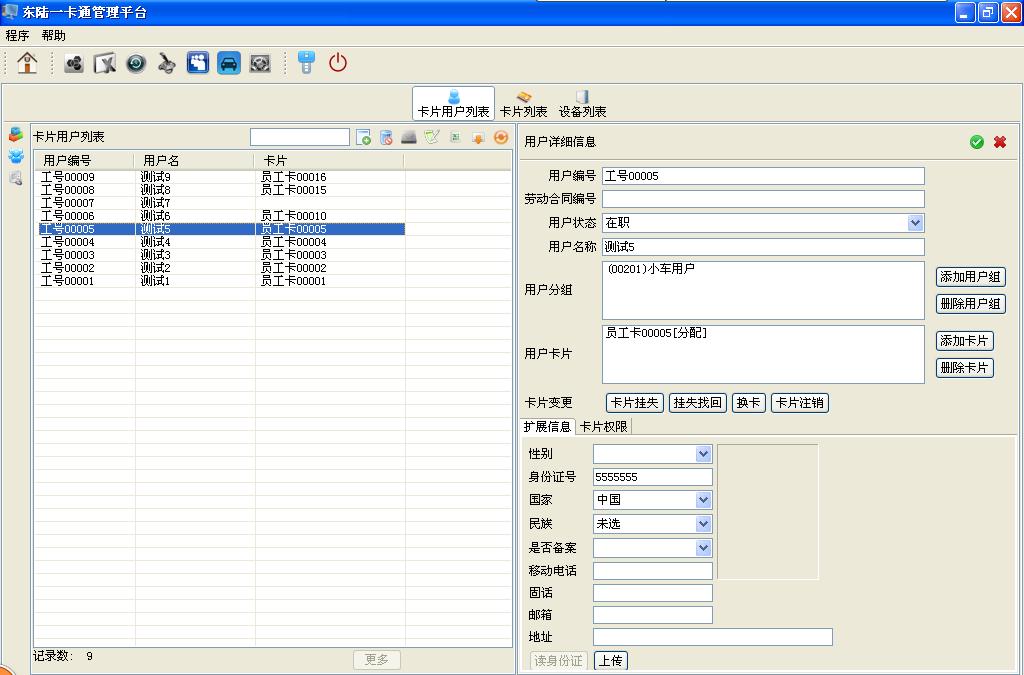 东陆一卡通管理平台
程序 帮助
卡片用户列表 卡片列表 设备列表
卡片用户列表
用户编号 用户名 卡片
工号00009 测试9 员工卡00016
工号00008 测试8 员工卡00015
工号00007 测试7
工号00006 测试6 员工卡00010
工号00005 测试5 员工卡00005
工号00004 测试4 员工卡00004
工号00003 测试3 员工卡00003
工号00002 测试2 员工卡00002
工号00001 测试1 员工卡00001
记录数: 9 更多
用户详细信息
用户编号 工号00005
劳动合同编号
用户状态 在职
用户名称 测试5
用户分组 (00201)小车用户
添加用户组
删除用户组
用户卡片 员工卡00005[分配]
添加卡片
删除卡片
卡片变更 卡片挂失 挂失找回 换卡 卡片注销
扩展信息 卡片权限
性别
身份证号 5555555
国家 中国
民族 未选
是否备案
移动电话
固话
邮箱
地址
读身份证 上传